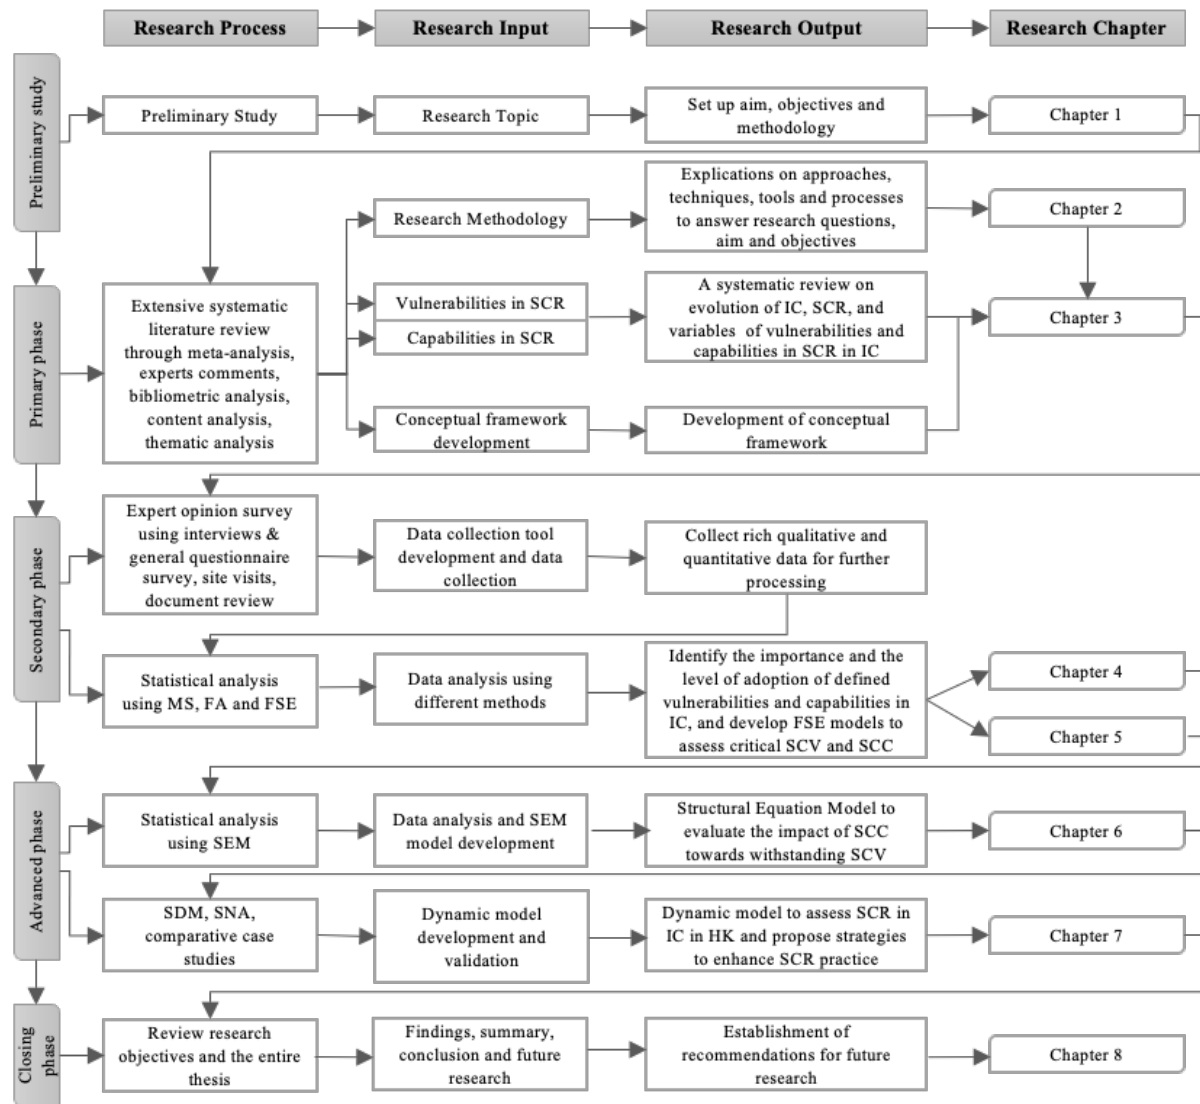 Research Process
Research Input
Research Output
Research Chapter
Preliminary study
Preliminary Study
Research Topic
Set up aim, objectives and
methodology
Chapter 1
Research Methodology
Explications on approaches,
techniques, tools and processes
to answer research questions,
aim and objectives
Chapter 2
Primary phase
Extensive systematic
literature review
through meta-analysis,
experts comments,
bibliometric analysis,
content analysis,
thematic analysis
Vulnerabilities in SCR
Capabilities in SCR
A systematic review on
evolution of IC, SCR, and
variables of vulnerabilities and
capabilities in SCR in IC
Chapter 3
Conceptual framework
development
Development of conceptual
framework
Secondary phase
Expert opinion survey
using interviews &
general questionnaire
survey, site visits,
document review
Data collection tool
development and data
collection
Collect rich qualitative and
quantitative data for further
processing
Statistical analysis
using MS, FA and FSE
Data analysis using
different methods
Identify the importance and the
level of adoption of defined
vulnerabilities and capabilities in
IC, and develop FSE models to
assess critical SCV and SCC
Chapter 4
Chapter 5
Advanced phase
Statistical analysis
using SEM
Data analysis and SEM
model development
Structural Equation Model to
evaluate the impact of SCC
towards withstanding SCV
Chapter 6
SDM, SNA,
comparative case
studies
Dynamic model
development and
validation
Dynamic model to assess SCR in
IC in HK and propose strategies
to enhance SCR practice
Chapter 7
Closing
phase
Review research
objectives and the entire
thesis
Findings, summary,
conclusion and future
research
Establishment of
recommendations for future
research
Chapter 8